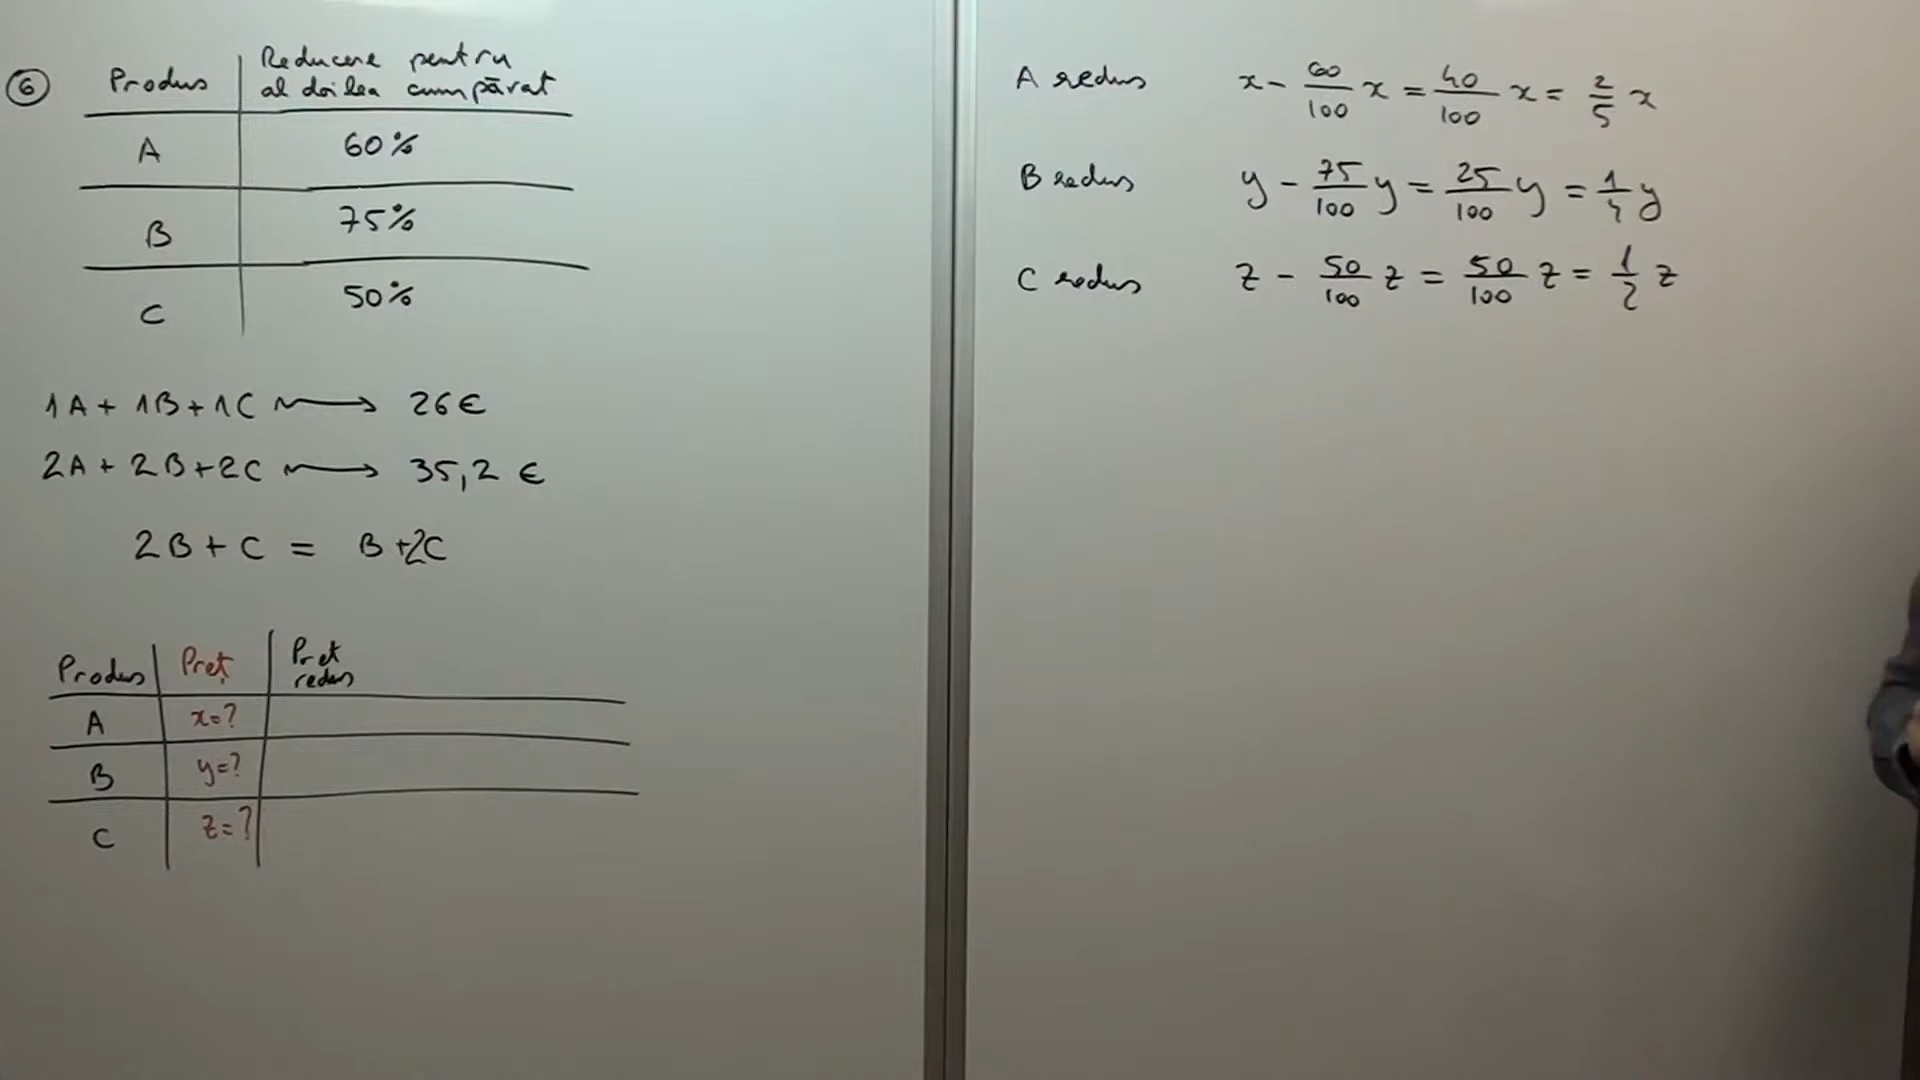 6 Produs Reducere pentru al doilea cumpărat
A 60%
B 75%
C 50%
1A + 1B + 1C ⟶ 26€
2A + 2B + 2C ⟶ 35,2 €
2B + C = B + 2C
Produs Preț Preț redus
A x=?
B y=?
C z=?
A redus x - 60/100 x = 40/100 x = 2/5 x
B redus y - 75/100 y = 25/100 y = 1/4 y
C redus z - 50/100 z = 50/100 z = 1/2 z